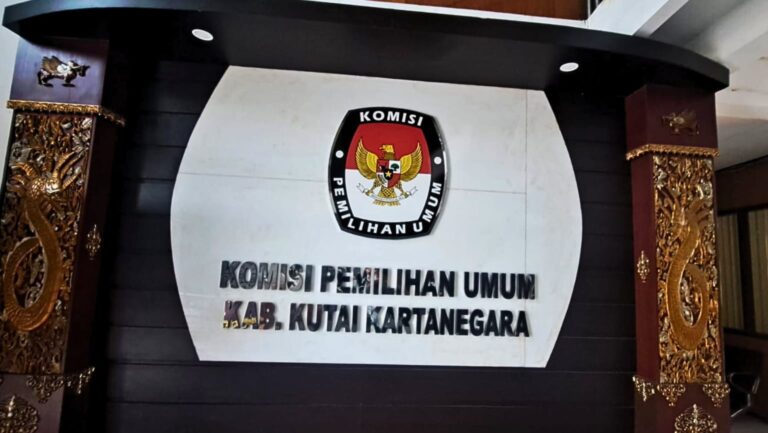 KOMISI
PEMILIHAN UMUM
KOMISI PEMILIHAN UMUM
KAB. KUTAI KARTANEGARA